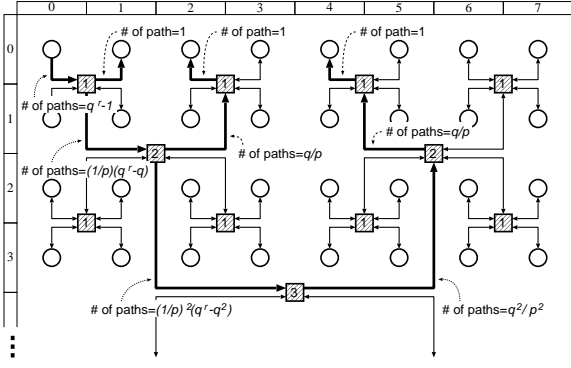 0 1 2 3 4 5 6 7
0
# of path=1 # of path=1 # of path=1
1 1 1 1
# of paths=q^r-1
1
# of paths=q/p
2 # of paths=q/p 2
# of paths=(1/p)(q^r-q)
2
1 1 1 1
3
3
# of paths=(1/p)^2(q^r-q^2) # of paths=q^2/p^2